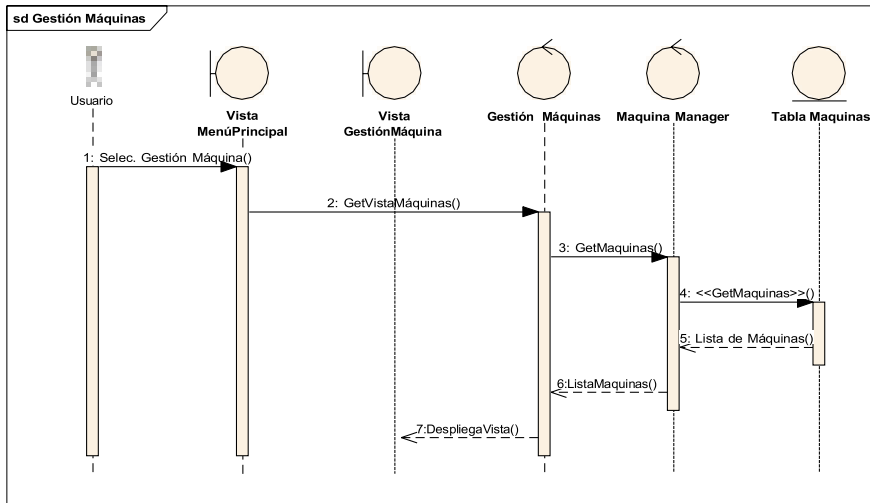 sd Gestión Máquinas
Usuario
Vista
MenúPrincipal
Vista
GestiónMáquina
Gestión Máquinas
Maquina Manager
Tabla Maquinas
1: Selec. Gestión Máquina()
2: GetVistaMáquinas()
3: GetMaquinas()
4: <<GetMaquinas>>()
5: Lista de Máquinas()
6:ListaMaquinas()
7:DespliegaVista()